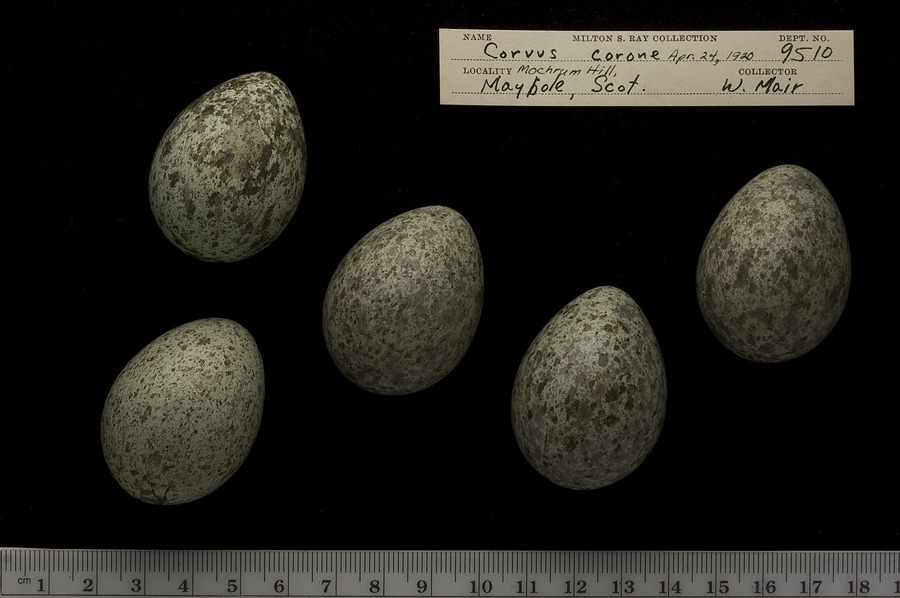 NAME MILTON S. RAY COLLECTION DEPT. NO.
Corvus corone Apr. 24, 1920 9510
LOCALITY Mochrum Hill, COLLECTOR
Maybole, Scot. W. Mair
cm 1 2 3 4 5 6 7 8 9 10 11 12 13 14 15 16 17 18